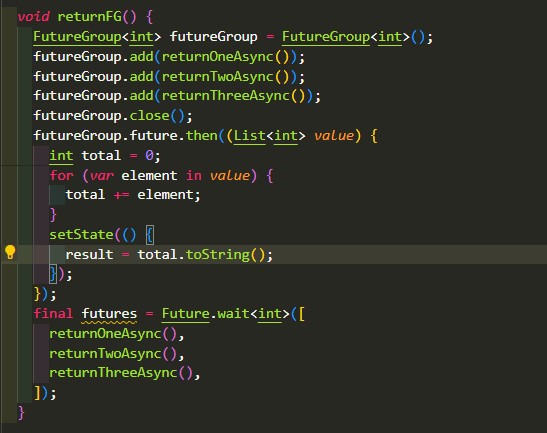 void returnFG() {
FutureGroup<int> futureGroup = FutureGroup<int>();
futureGroup.add(returnOneAsync());
futureGroup.add(returnTwoAsync());
futureGroup.add(returnThreeAsync());
futureGroup.close();
futureGroup.future.then((List<int> value) {
int total = 0;
for (var element in value) {
total += element;
}
setState(() {
result = total.toString();
});
});
final futures = Future.wait<int>([
returnOneAsync(),
returnTwoAsync(),
returnThreeAsync(),
]);
}